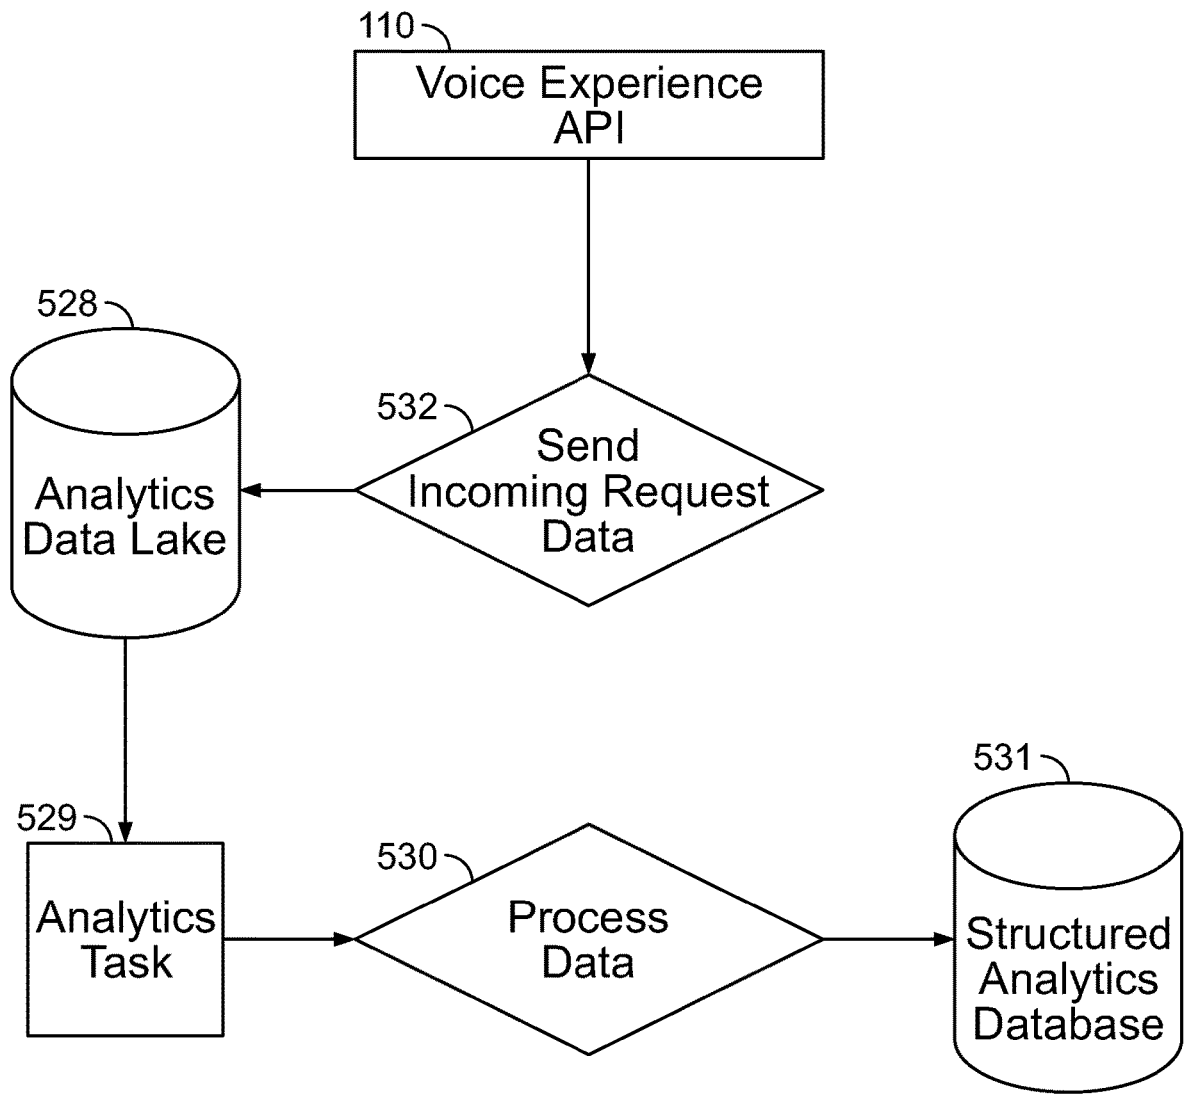 110
Voice Experience
API
528
532
Send
Incoming Request
Data
Analytics
Data Lake
531
529
530
Analytics
Task
Process
Data
Structured
Analytics
Database